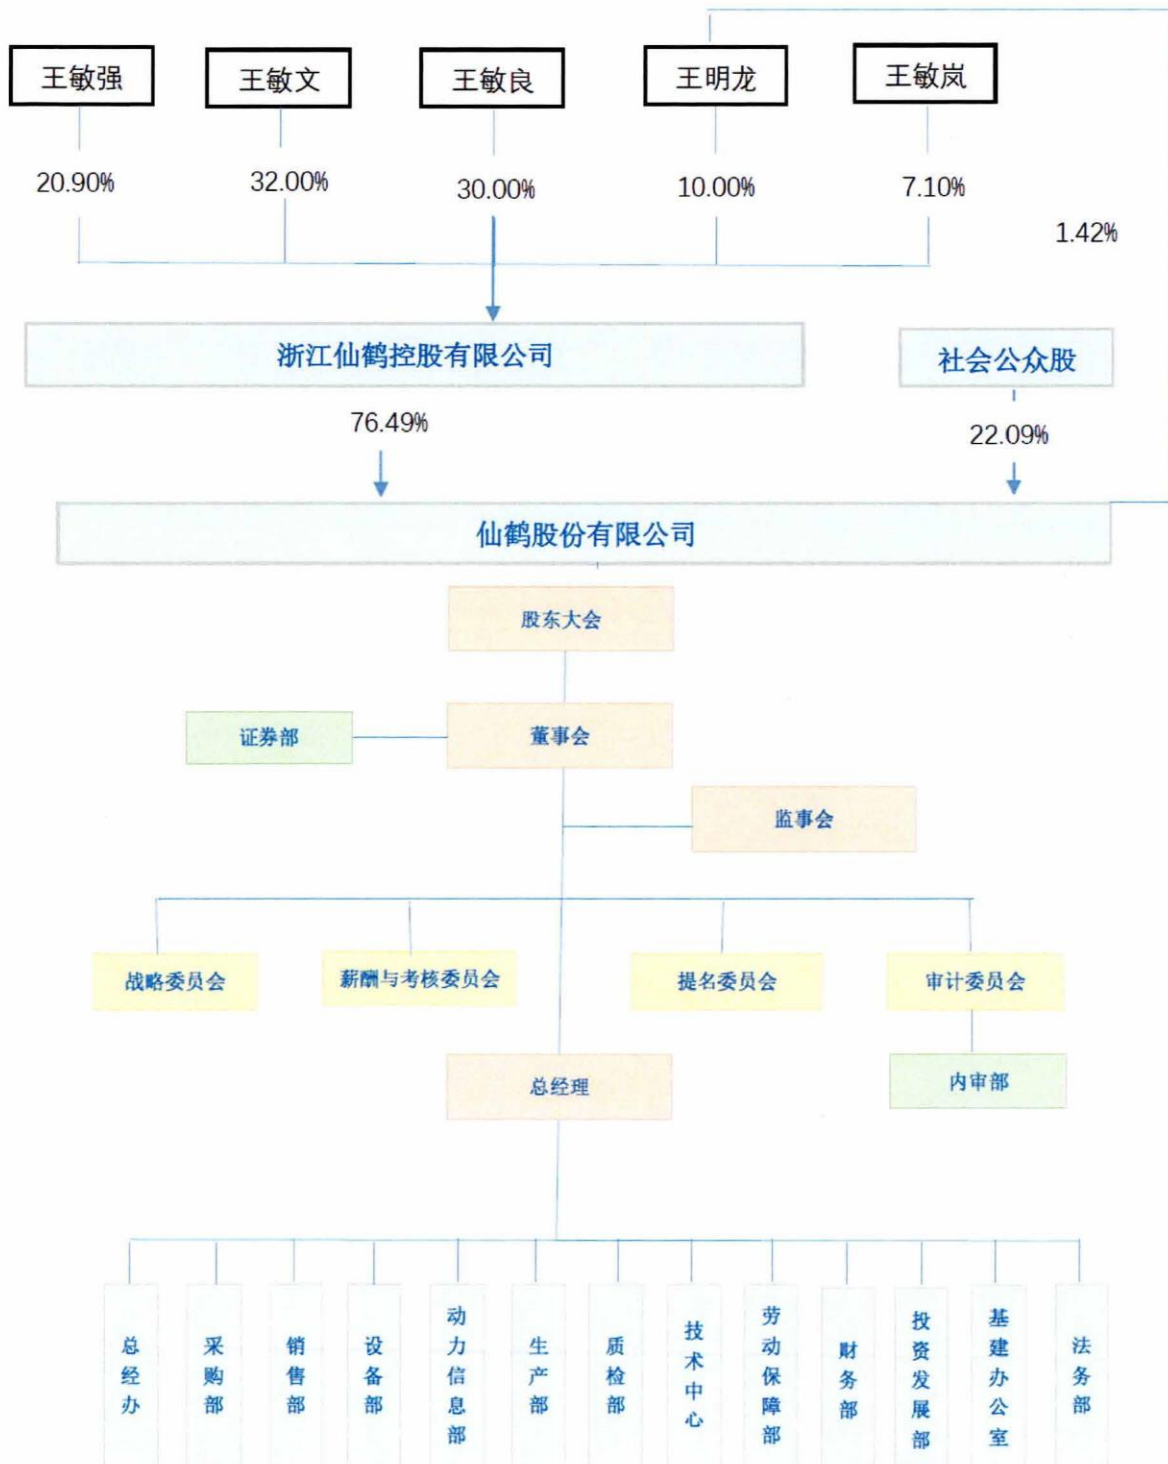 王敏强
王敏文
王敏良
王明龙
王敏岚
20.90%
32.00%
30.00%
10.00%
7.10%
1.42%
浙江仙鹤控股有限公司
社会公众股
76.49%
22.09%
仙鹤股份有限公司
股东大会
证券部
董事会
监事会
战略委员会
薪酬与考核委员会
提名委员会
审计委员会
总经理
内审部
总经办
采购部
销售部
设备部
动力信息部
生产部
质检部
技术中心
劳动保障部
财务部
投资发展部
基建办公室
法务部